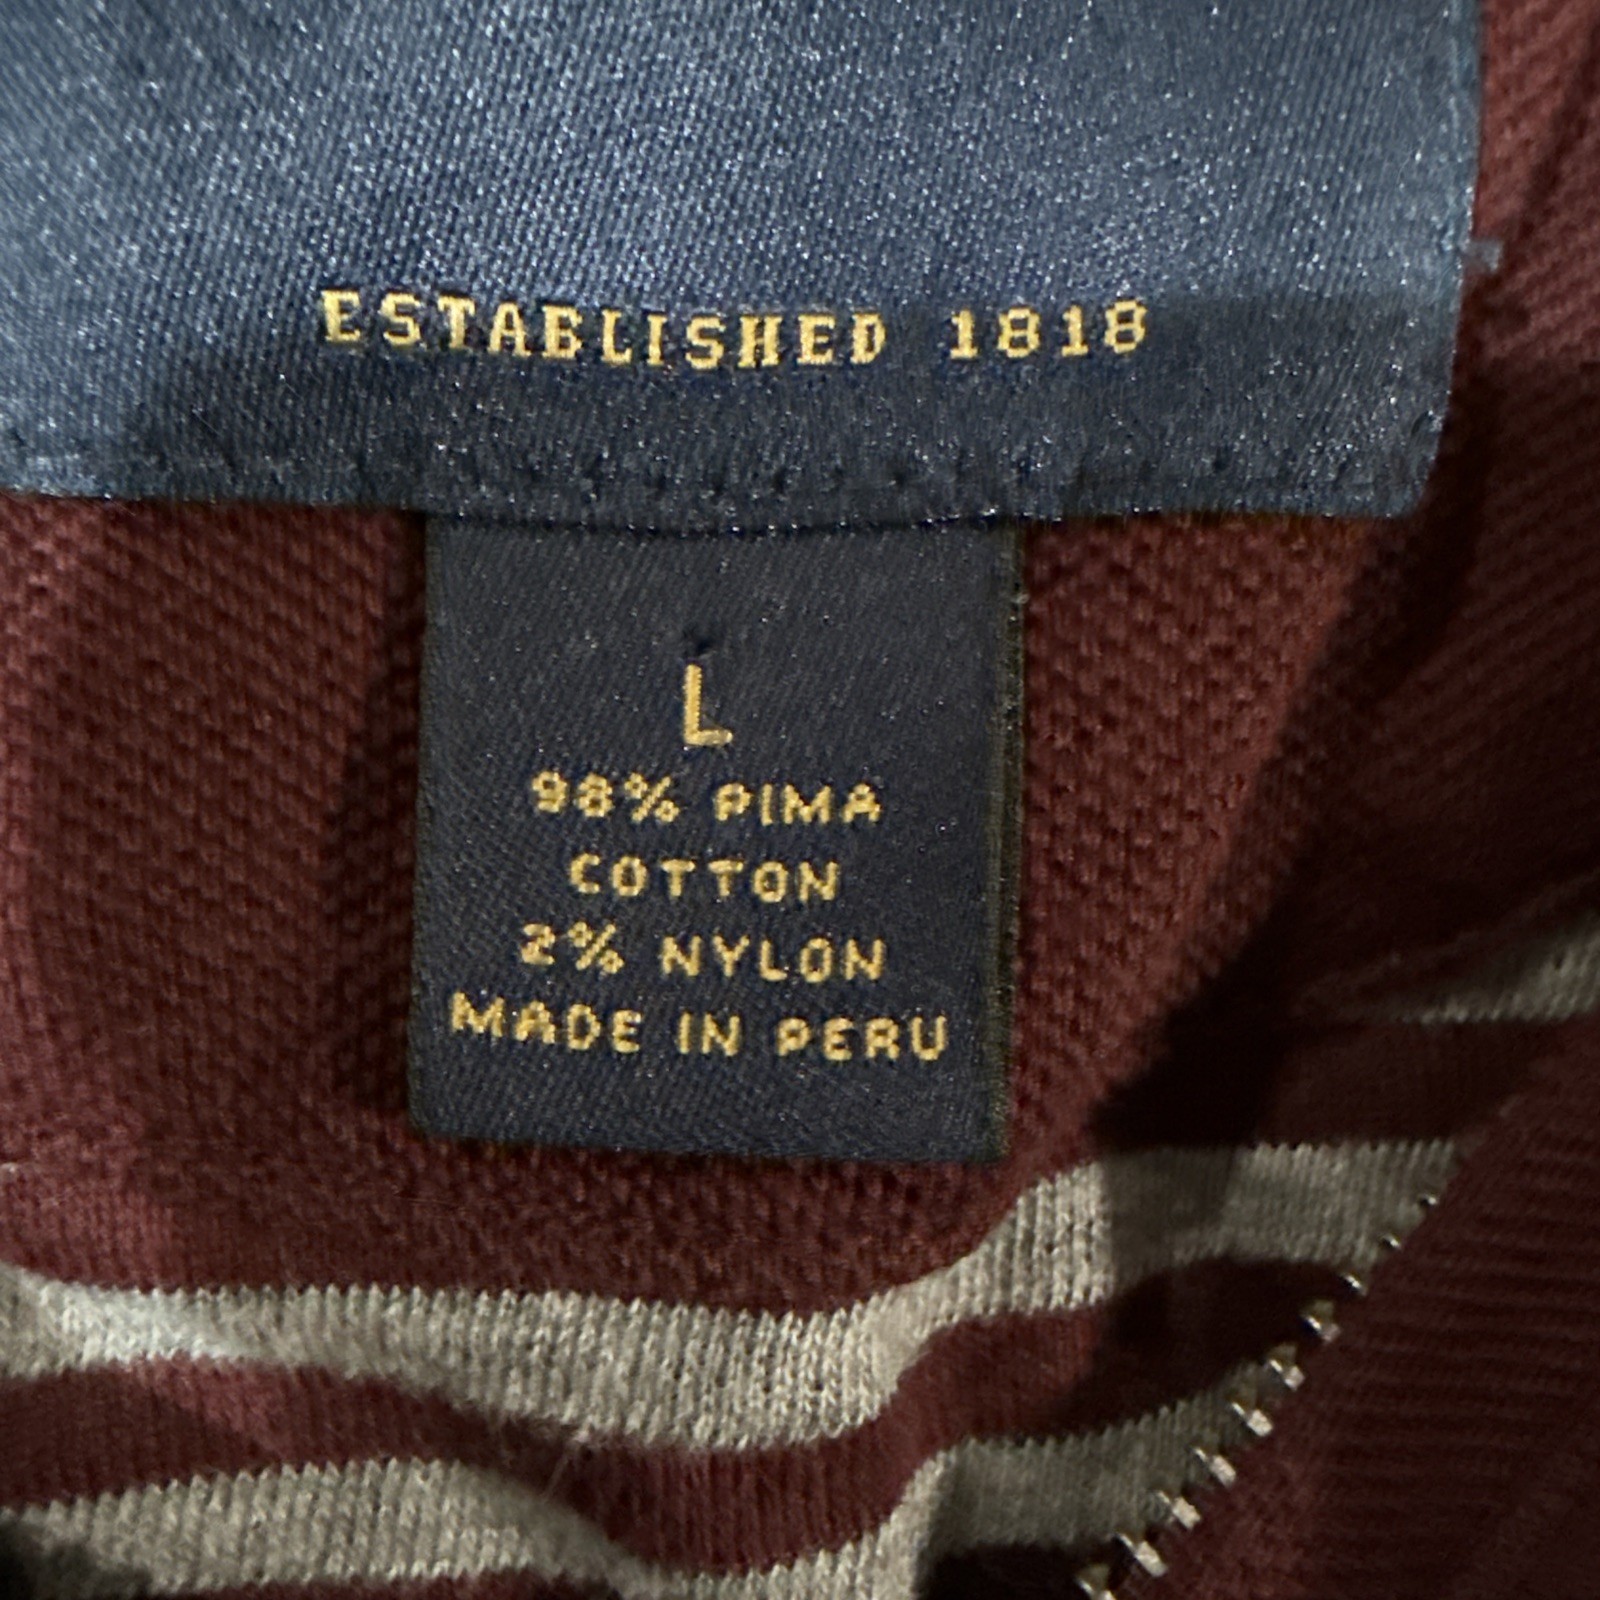 ESTABLISHED 1818
L
98% PIMA
COTTON
2% NYLON
MADE IN PERU